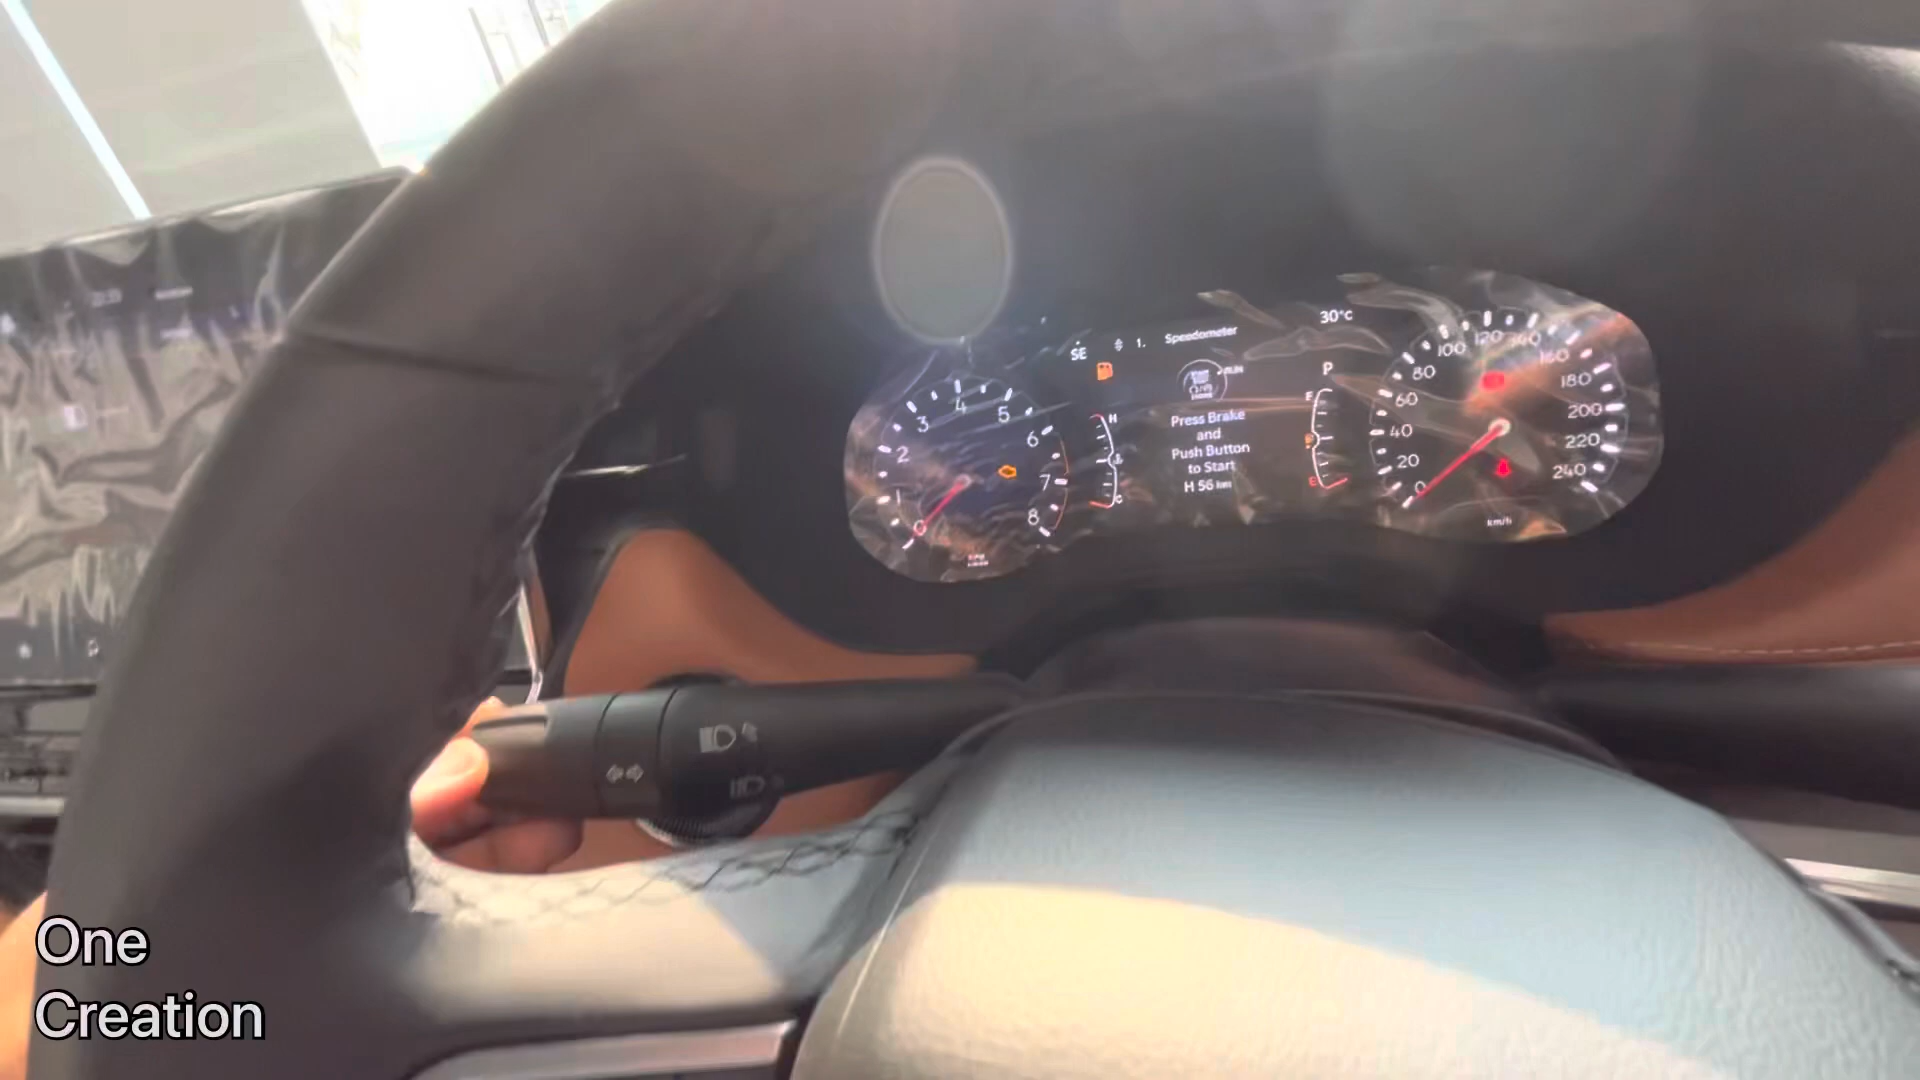 30°c
SE 1. Speedometer
P
Press Brake
and
Push Button
to Start
H 56 km
H
C
E
E
0
1
2
3
4
5
6
7
8
0
20
40
60
80
100
120
140
160
180
200
220
240
km/h
One
Creation